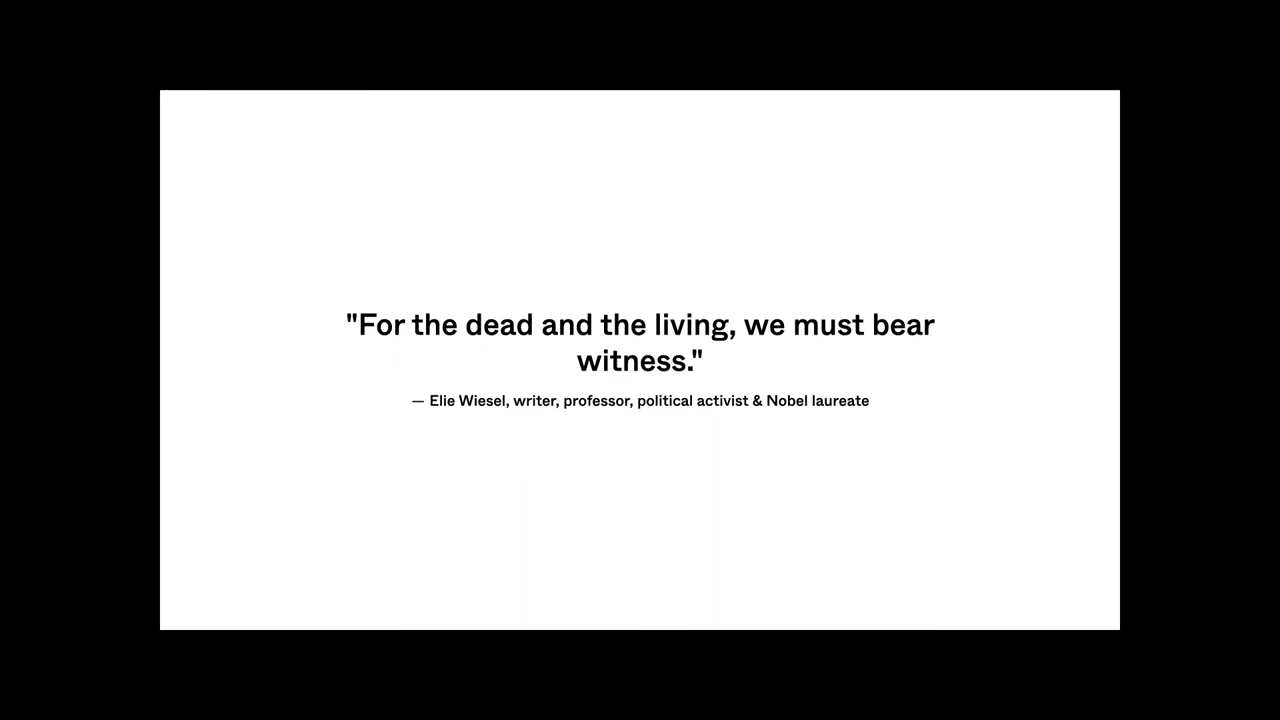 "For the dead and the living, we must bear
witness."
— Elie Wiesel, writer, professor, political activist & Nobel laureate